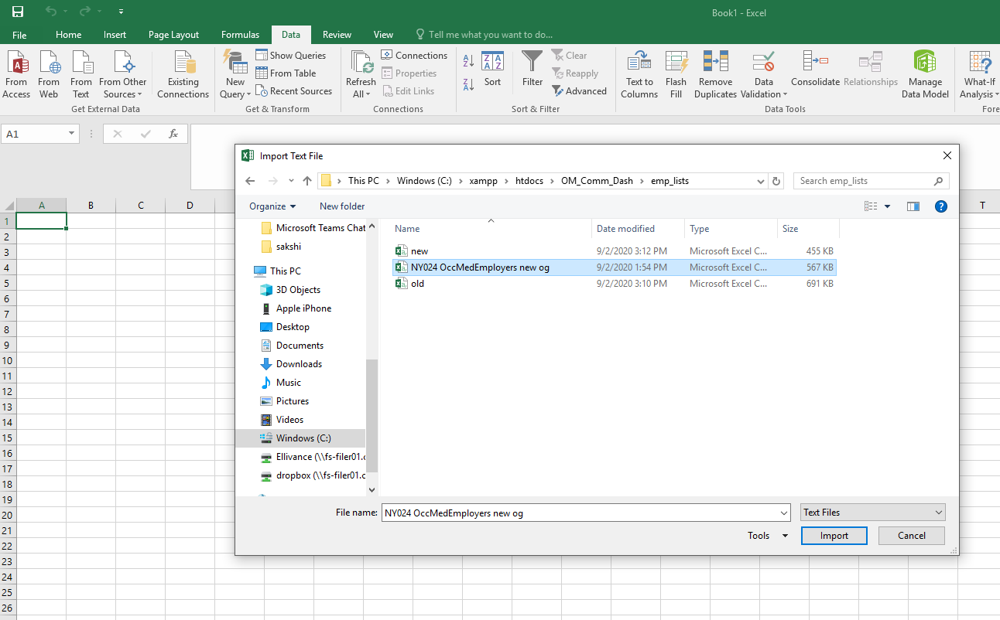 Book1 - Excel
File Home Insert Page Layout Formulas Data Review View Tell me what you want to do...
From Access From Web From Text From Other Sources Existing Connections
Get External Data
New Query Show Queries From Table Recent Sources
Get & Transform
Refresh All Connections Properties Edit Links
Connections
Sort Filter Clear Reapply Advanced
Sort & Filter
Text to Columns Flash Fill Remove Duplicates Data Validation Consolidate Relationships Manage Data Model
Data Tools
What-If Analysis
Fore
A1 fx
A B C D T
Import Text File
This PC > Windows (C:) > xampp > htdocs > OM_Comm_Dash > emp_lists
Search emp_lists
Organize New folder
Microsoft Teams Chat
sakshi
This PC
3D Objects
Apple iPhone
Desktop
Documents
Downloads
Music
Pictures
Videos
Windows (C:)
Ellivance (\\fs-filer01.c
dropbox (\\fs-filer01.c
Name Date modified Type Size
new 9/2/2020 3:12 PM Microsoft Excel C... 455 KB
NY024 OccMedEmployers new og 9/2/2020 1:54 PM Microsoft Excel C... 567 KB
old 9/2/2020 3:10 PM Microsoft Excel C... 691 KB
File name: NY024 OccMedEmployers new og Text Files
Tools Import Cancel
1
2
3
4
5
6
7
8
9
10
11
12
13
14
15
16
17
18
19
20
21
22
23
24
25
26